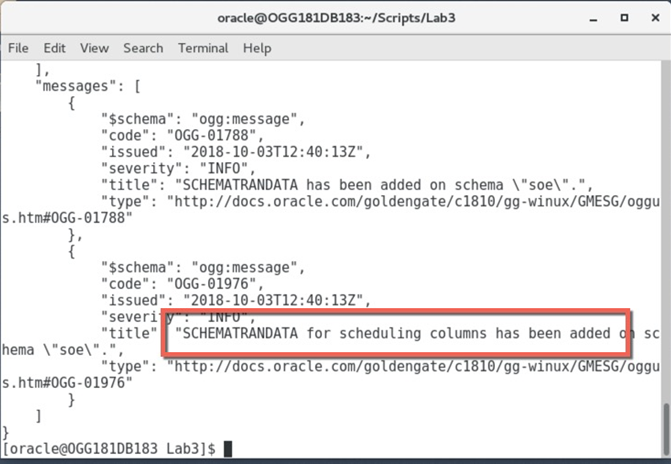 oracle@OGG181DB183:~/Scripts/Lab3
File Edit View Search Terminal Help
],
"messages": [
{
"$schema": "ogg:message",
"code": "OGG-01788",
"issued": "2018-10-03T12:40:13Z",
"severity": "INFO",
"title": "SCHEMATRANDATA has been added on schema \"soe\".",
"type": "http://docs.oracle.com/goldengate/c1810/gg-winux/GMESG/oggu
s.htm#OGG-01788"
},
{
"$schema": "ogg:message",
"code": "OGG-01976",
"issued": "2018-10-03T12:40:13Z",
"severity": "INFO",
"title": "SCHEMATRANDATA for scheduling columns has been added on sc
hema \"soe\".",
"type": "http://docs.oracle.com/goldengate/c1810/gg-winux/GMESG/oggu
s.htm#OGG-01976"
}
]
}
[oracle@OGG181DB183 Lab3]$